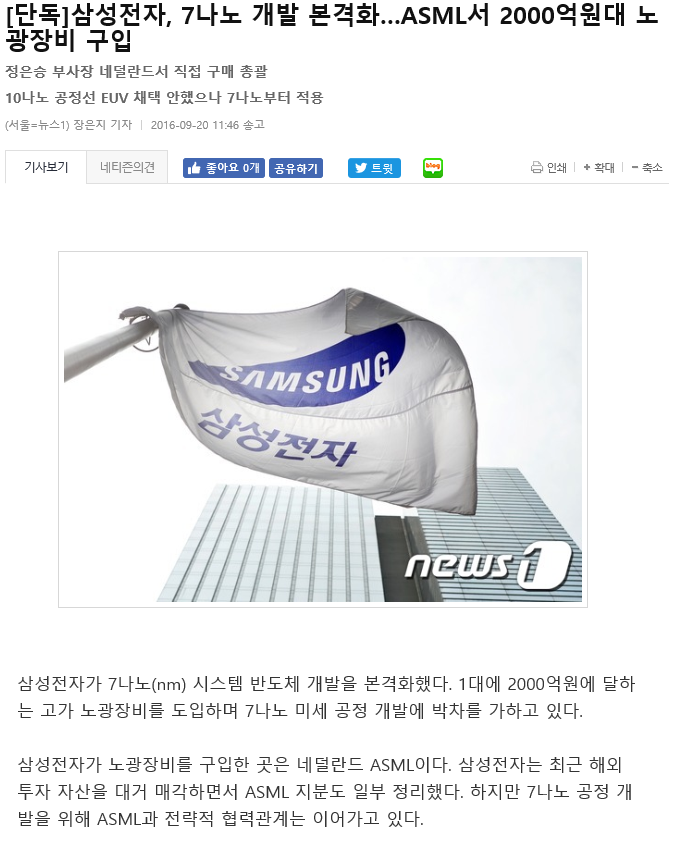 [단독]삼성전자, 7나노 개발 본격화...ASML서 2000억원대 노
광장비 구입
정은승 부사장 네덜란드서 직접 구매 총괄
10나노 공정선 EUV 채택 안했으나 7나노부터 적용
(서울=뉴스1) 장은지 기자 | 2016-09-20 11:46 송고
기사보기 네티즌의견 좋아요 0개 공유하기 트윗 blog 인쇄 + 확대 - 축소
SAMSUNG
삼성전자
news1
삼성전자가 7나노(nm) 시스템 반도체 개발을 본격화했다. 1대에 2000억원에 달하
는 고가 노광장비를 도입하며 7나노 미세 공정 개발에 박차를 가하고 있다.
삼성전자가 노광장비를 구입한 곳은 네덜란드 ASML이다. 삼성전자는 최근 해외
투자 자산을 대거 매각하면서 ASML 지분도 일부 정리했다. 하지만 7나노 공정 개
발을 위해 ASML과 전략적 협력관계는 이어가고 있다.